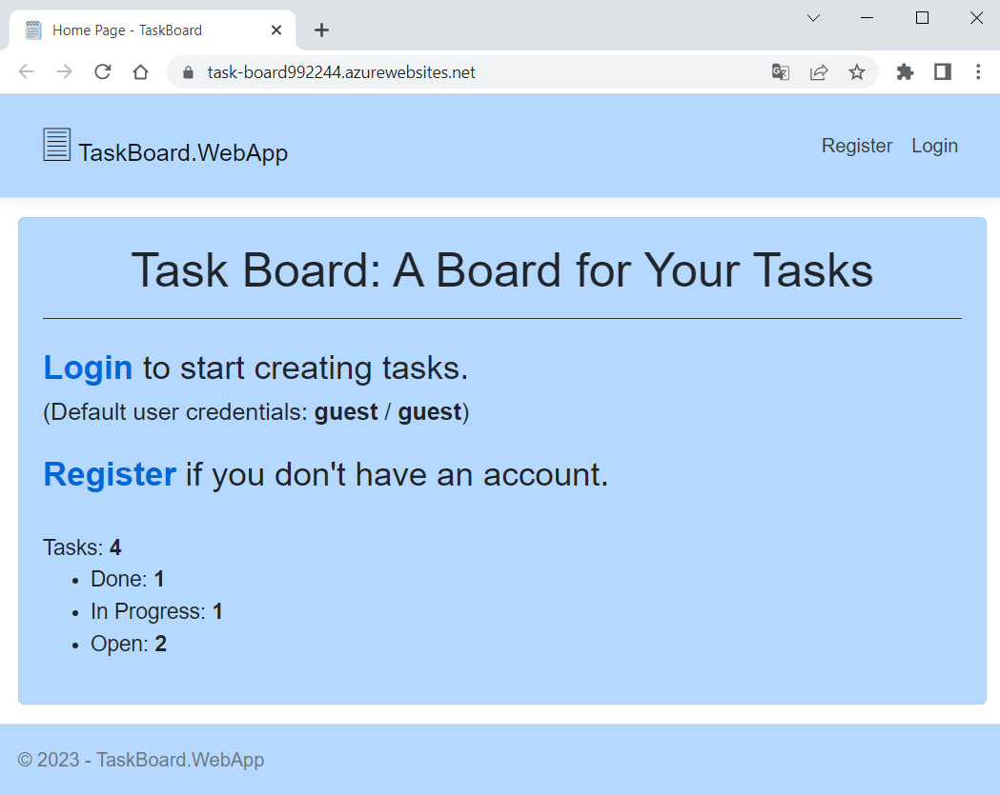 Home Page - TaskBoard
task-board992244.azurewebsites.net
TaskBoard.WebApp
Register Login
Task Board: A Board for Your Tasks
Login to start creating tasks.
(Default user credentials: guest / guest)
Register if you don't have an account.
Tasks: 4
• Done: 1
• In Progress: 1
• Open: 2
© 2023 - TaskBoard.WebApp